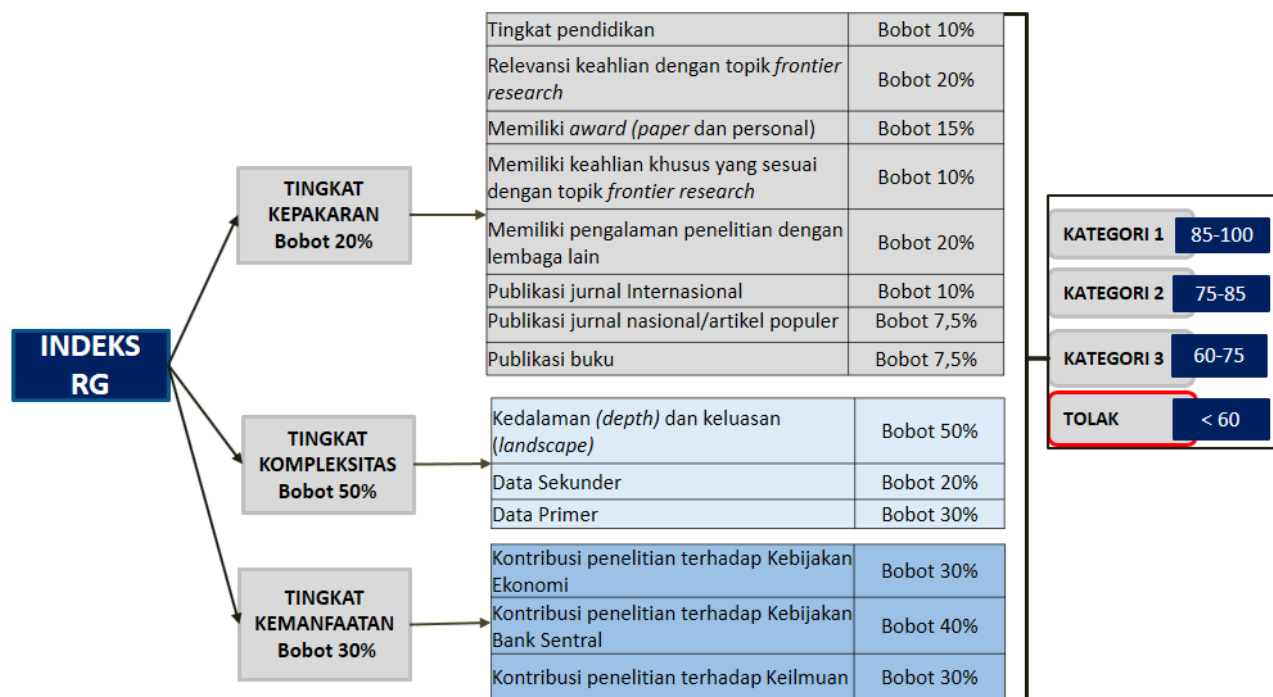 INDEKS
RG
TINGKAT
KEPAKARAN
Bobot 20%
Tingkat pendidikan
Bobot 10%
Relevansi keahlian dengan topik frontier
research
Bobot 20%
Memiliki award (paper dan personal)
Bobot 15%
Memiliki keahlian khusus yang sesuai
dengan topik frontier research
Bobot 10%
Memiliki pengalaman penelitian dengan
lembaga lain
Bobot 20%
Publikasi jurnal Internasional
Bobot 10%
Publikasi jurnal nasional/artikel populer
Bobot 7,5%
Publikasi buku
Bobot 7,5%
TINGKAT
KOMPLEKSITAS
Bobot 50%
Kedalaman (depth) dan keluasan
(landscape)
Bobot 50%
Data Sekunder
Bobot 20%
Data Primer
Bobot 30%
TINGKAT
KEMANFAATAN
Bobot 30%
Kontribusi penelitian terhadap Kebijakan
Ekonomi
Bobot 30%
Kontribusi penelitian terhadap Kebijakan
Bank Sentral
Bobot 40%
Kontribusi penelitian terhadap Keilmuan
Bobot 30%
KATEGORI 1
85-100
KATEGORI 2
75-85
KATEGORI 3
60-75
TOLAK
< 60